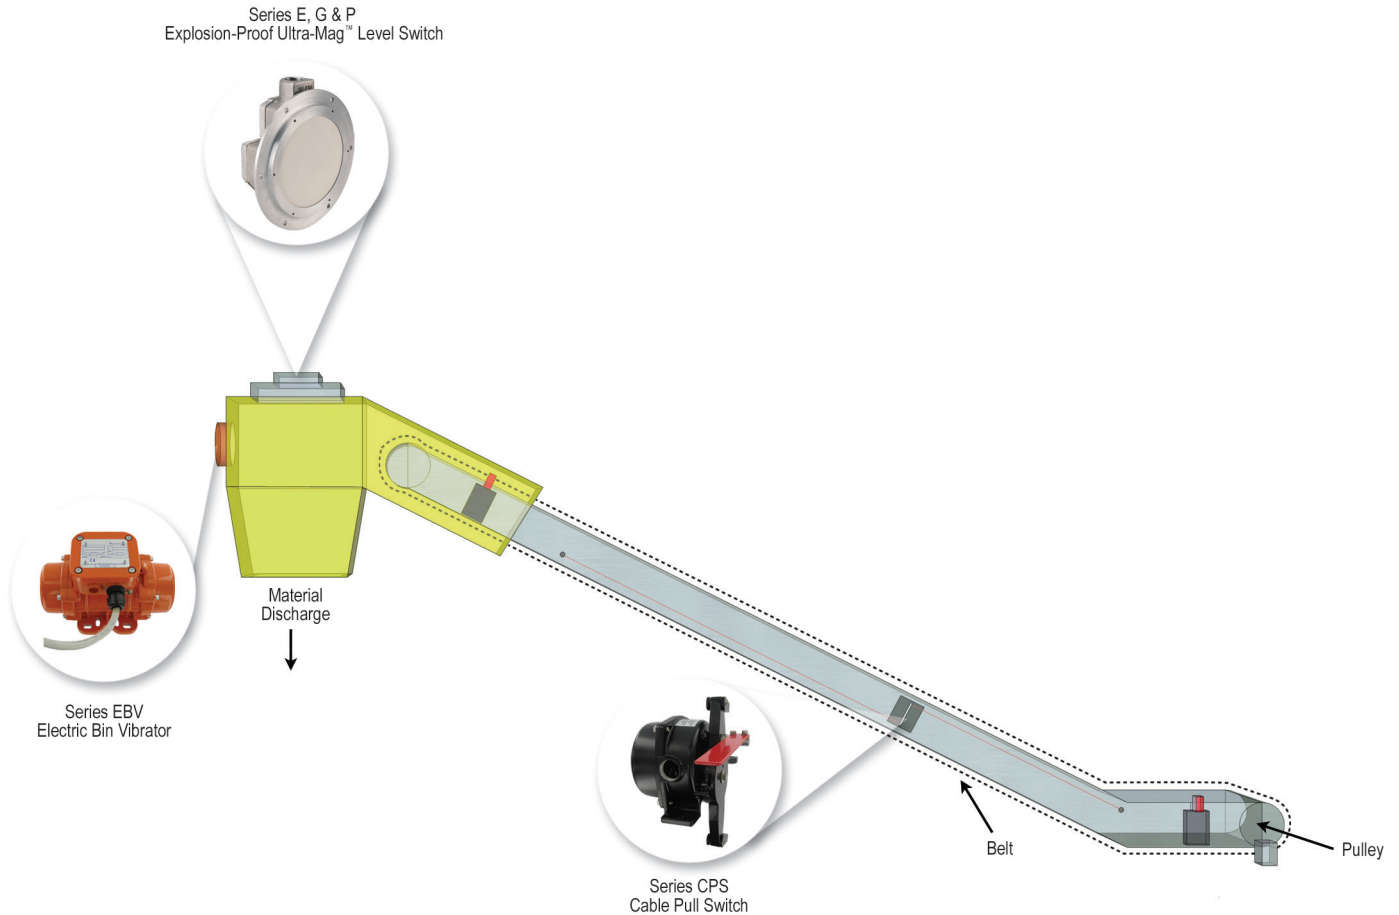 Series E, G & P
Explosion-Proof Ultra-Mag™ Level Switch
Material
Discharge
Series EBV
Electric Bin Vibrator
Series CPS
Cable Pull Switch
Belt
Pulley